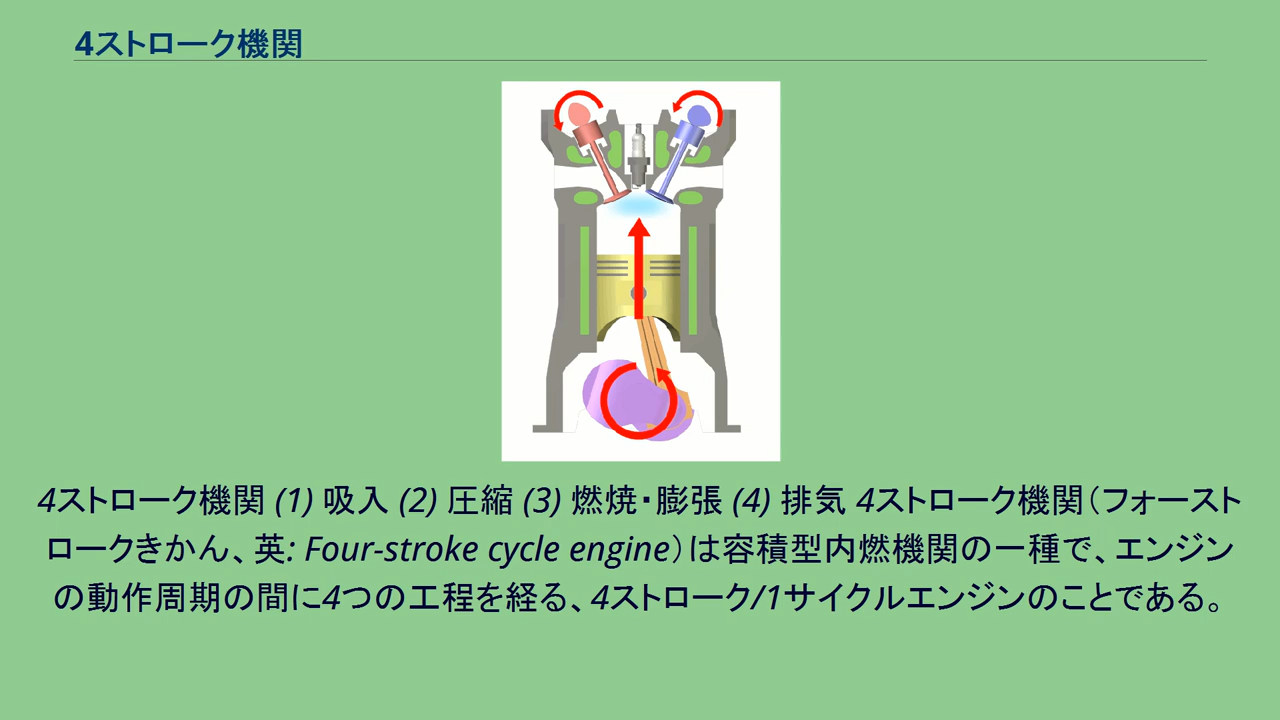 4ストローク機関
4ストローク機関 (1) 吸入 (2) 圧縮 (3) 燃焼・膨張 (4) 排気 4ストローク機関（フォースト
ロークきかん、英: Four-stroke cycle engine）は容積型内燃機関の一種で、エンジン
の動作周期の間に4つの工程を経る、4ストローク/1サイクルエンジンのことである。